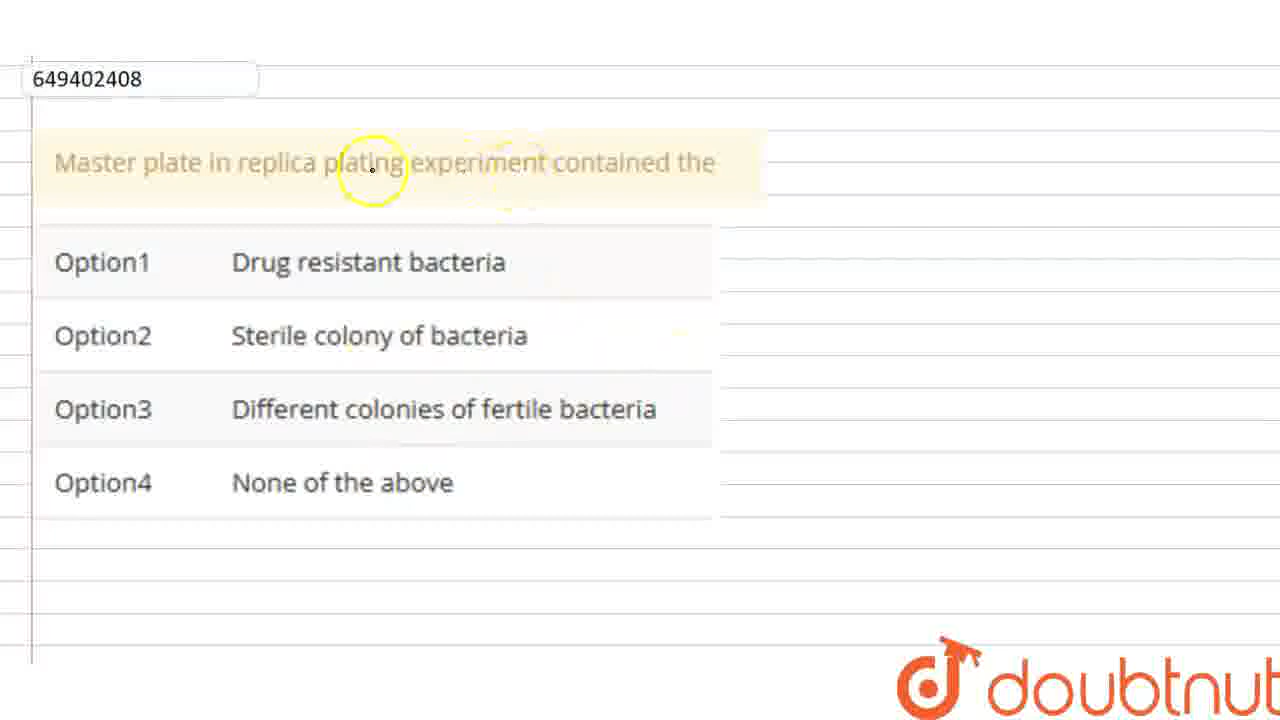 649402408
Master plate in replica plating experiment contained the
Option1 Drug resistant bacteria
Option2 Sterile colony of bacteria
Option3 Different colonies of fertile bacteria
Option4 None of the above
doubtnut